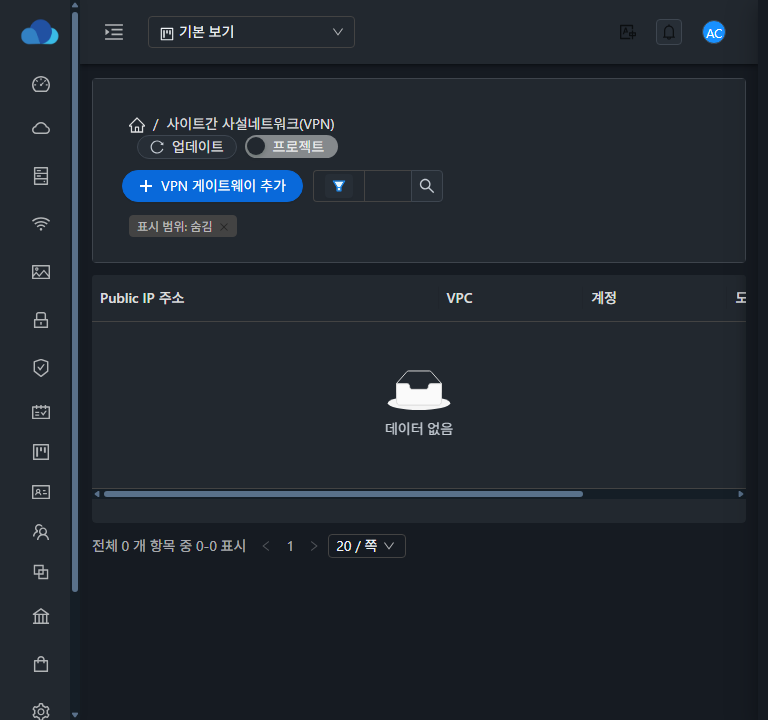 기본 보기
AC
/ 사이트간 사설네트워크(VPN)
업데이트 프로젝트
VPN 게이트웨이 추가
표시 범위: 숨김
Public IP 주소 VPC 계정 도
데이터 없음
전체 0 개 항목 중 0-0 표시 1 20 / 쪽